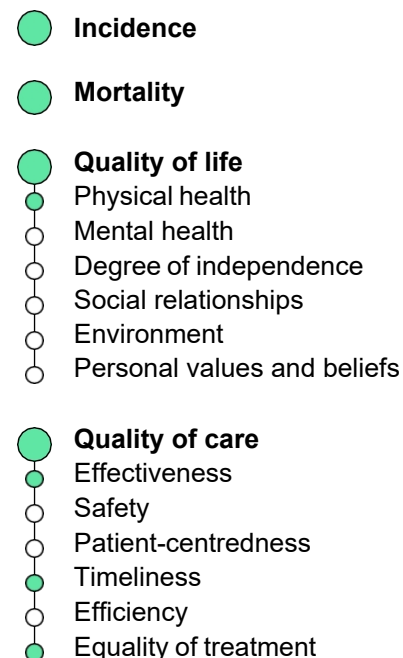 Incidence
Mortality
Quality of life
Physical health
Mental health
Degree of independence
Social relationships
Environment
Personal values and beliefs
Quality of care
Effectiveness
Safety
Patient-centredness
Timeliness
Efficiency
Equality of treatment